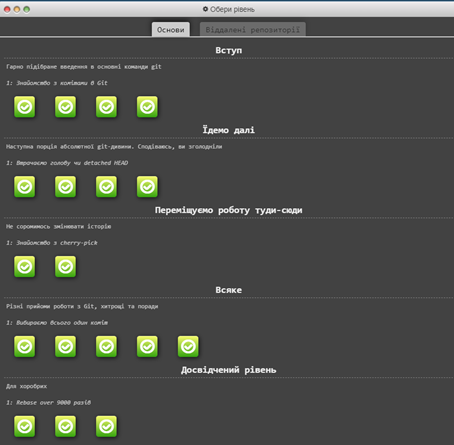 Обери рівень
Основи
Віддалені репозиторії
Вступ
Гарно підібране введення в основні команди git
1: Знайомство з комітами в Git
Їдемо далі
Наступна порція абсолютної git-дивини. Сподіваюсь, ви зголодніли
1: Втрачаємо голову чи detached HEAD
Переміщуємо роботу туди-сюди
Не соромимось змінювати історію
1: Знайомство з cherry-pick
Всяке
Різні прийоми роботи з Git, хитрощі та поради
1: Вибираємо всього один коміт
Досвідчений рівень
Для хоробрих
1: Rebase over 9000 разів